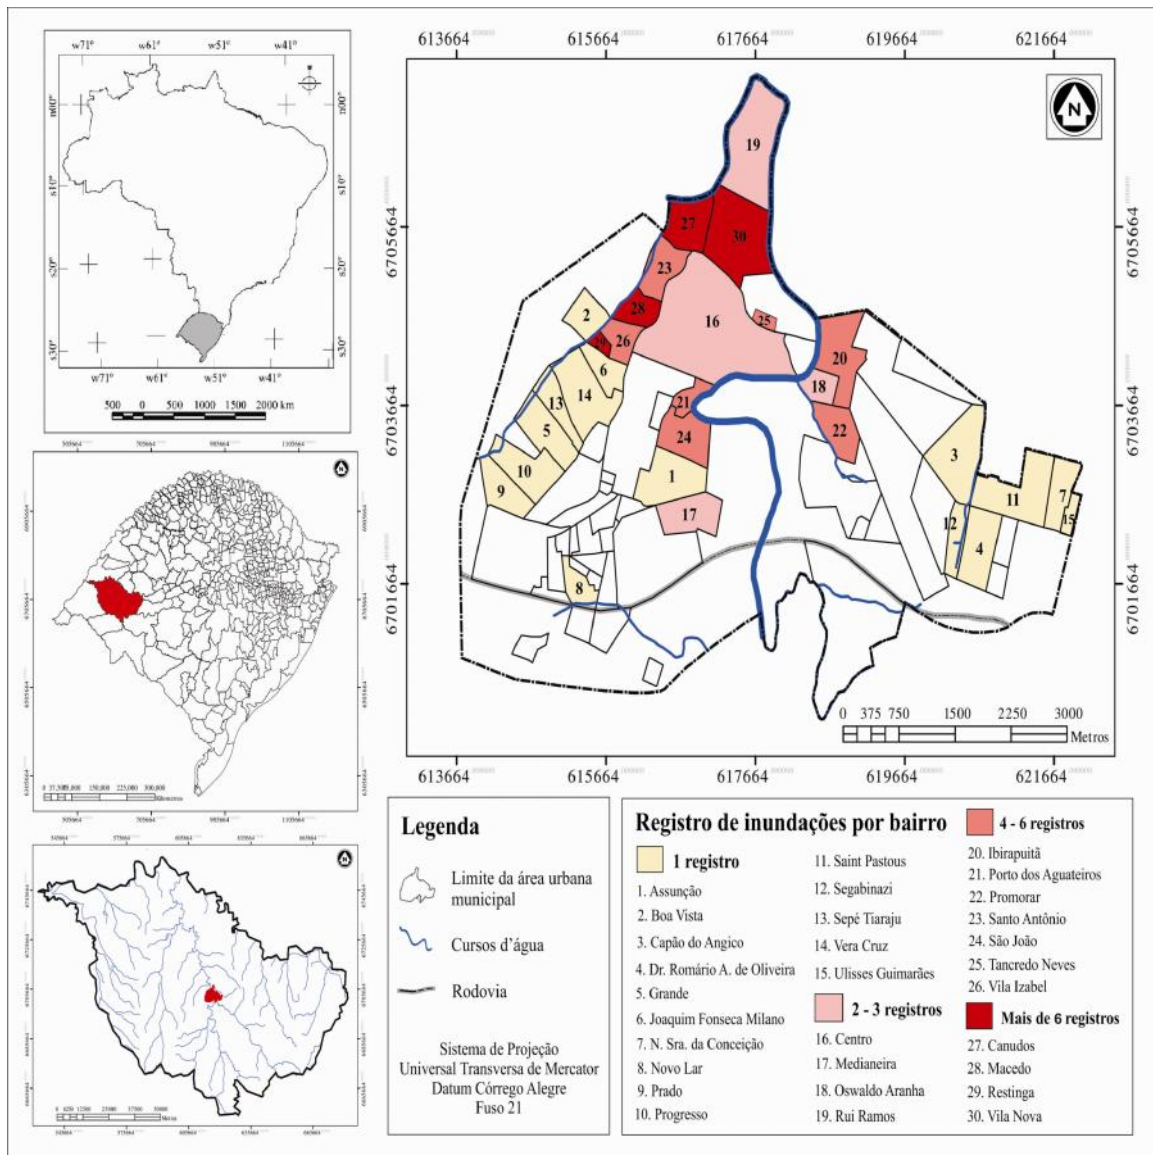 w71° w61° w51° w41°
n00° n00°
s10° s10°
s20° s20°
s30° s30°
w71° w61° w51° w41°
500 0 500 1000 1500 2000 km
N
613664 615664 617664 619664 621664
6705664 6705664
6703664 6703664
6701664 6701664
19
27
30
23
28
2
29
26
16
25
20
6
14
13
5
18
21
22
24
3
10
9
1
11
7
15
17
12
4
8
0 375 750 1500 2250 3000
Metros
613664 615664 617664 619664 621664
Legenda
Limite da área urbana
municipal
Cursos d'água
Rodovia
Sistema de Projeção
Universal Transversa de Mercator
Datum Córrego Alegre
Fuso 21
Registro de inundações por bairro
1 registro
1. Assunção
2. Boa Vista
3. Capão do Angico
4. Dr. Romário A. de Oliveira
5. Grande
6. Joaquim Fonseca Milano
7. N. Sra. da Conceição
8. Novo Lar
9. Prado
10. Progresso
11. Saint Pastous
12. Segabinazi
13. Sepé Tiaraju
14. Vera Cruz
15. Ulisses Guimarães
2 - 3 registros
16. Centro
17. Medianeira
18. Oswaldo Aranha
19. Rui Ramos
4 - 6 registros
20. Ibirapuitã
21. Porto dos Aguateiros
22. Promorar
23. Santo Antônio
24. São João
25. Tancredo Neves
26. Vila Izabel
Mais de 6 registros
27. Canudos
28. Macedo
29. Restinga
30. Vila Nova